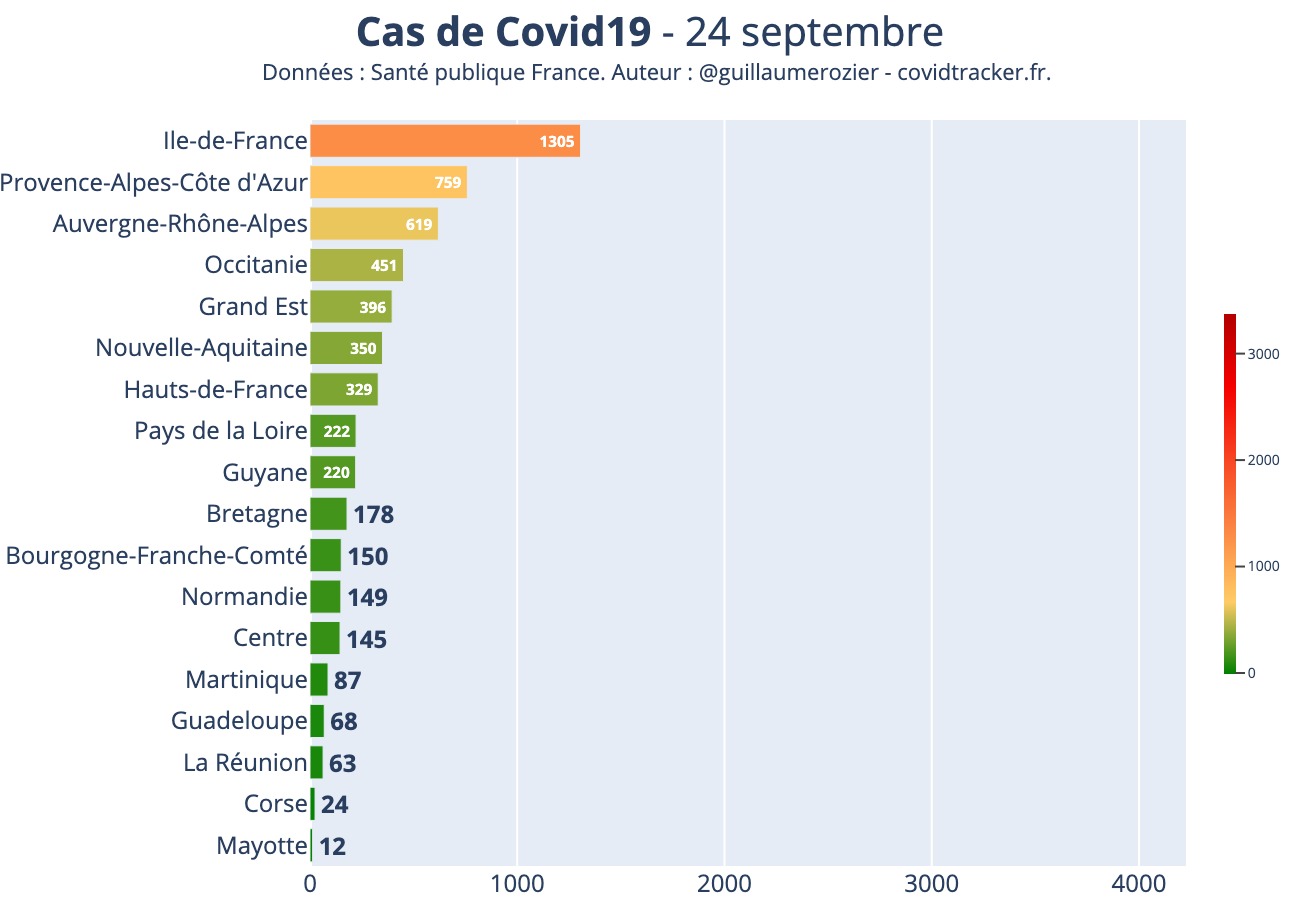 Cas de Covid19 - 24 septembre
Données : Santé publique France. Auteur : @guillaumerozier - covidtracker.fr.
Ile-de-France 1305
Provence-Alpes-Côte d'Azur 759
Auvergne-Rhône-Alpes 619
Occitanie 451
Grand Est 396
Nouvelle-Aquitaine 350
Hauts-de-France 329
Pays de la Loire 222
Guyane 220
Bretagne 178
Bourgogne-Franche-Comté 150
Normandie 149
Centre 145
Martinique 87
Guadeloupe 68
La Réunion 63
Corse 24
Mayotte 12
0 1000 2000 3000 4000
3000
2000
1000
0